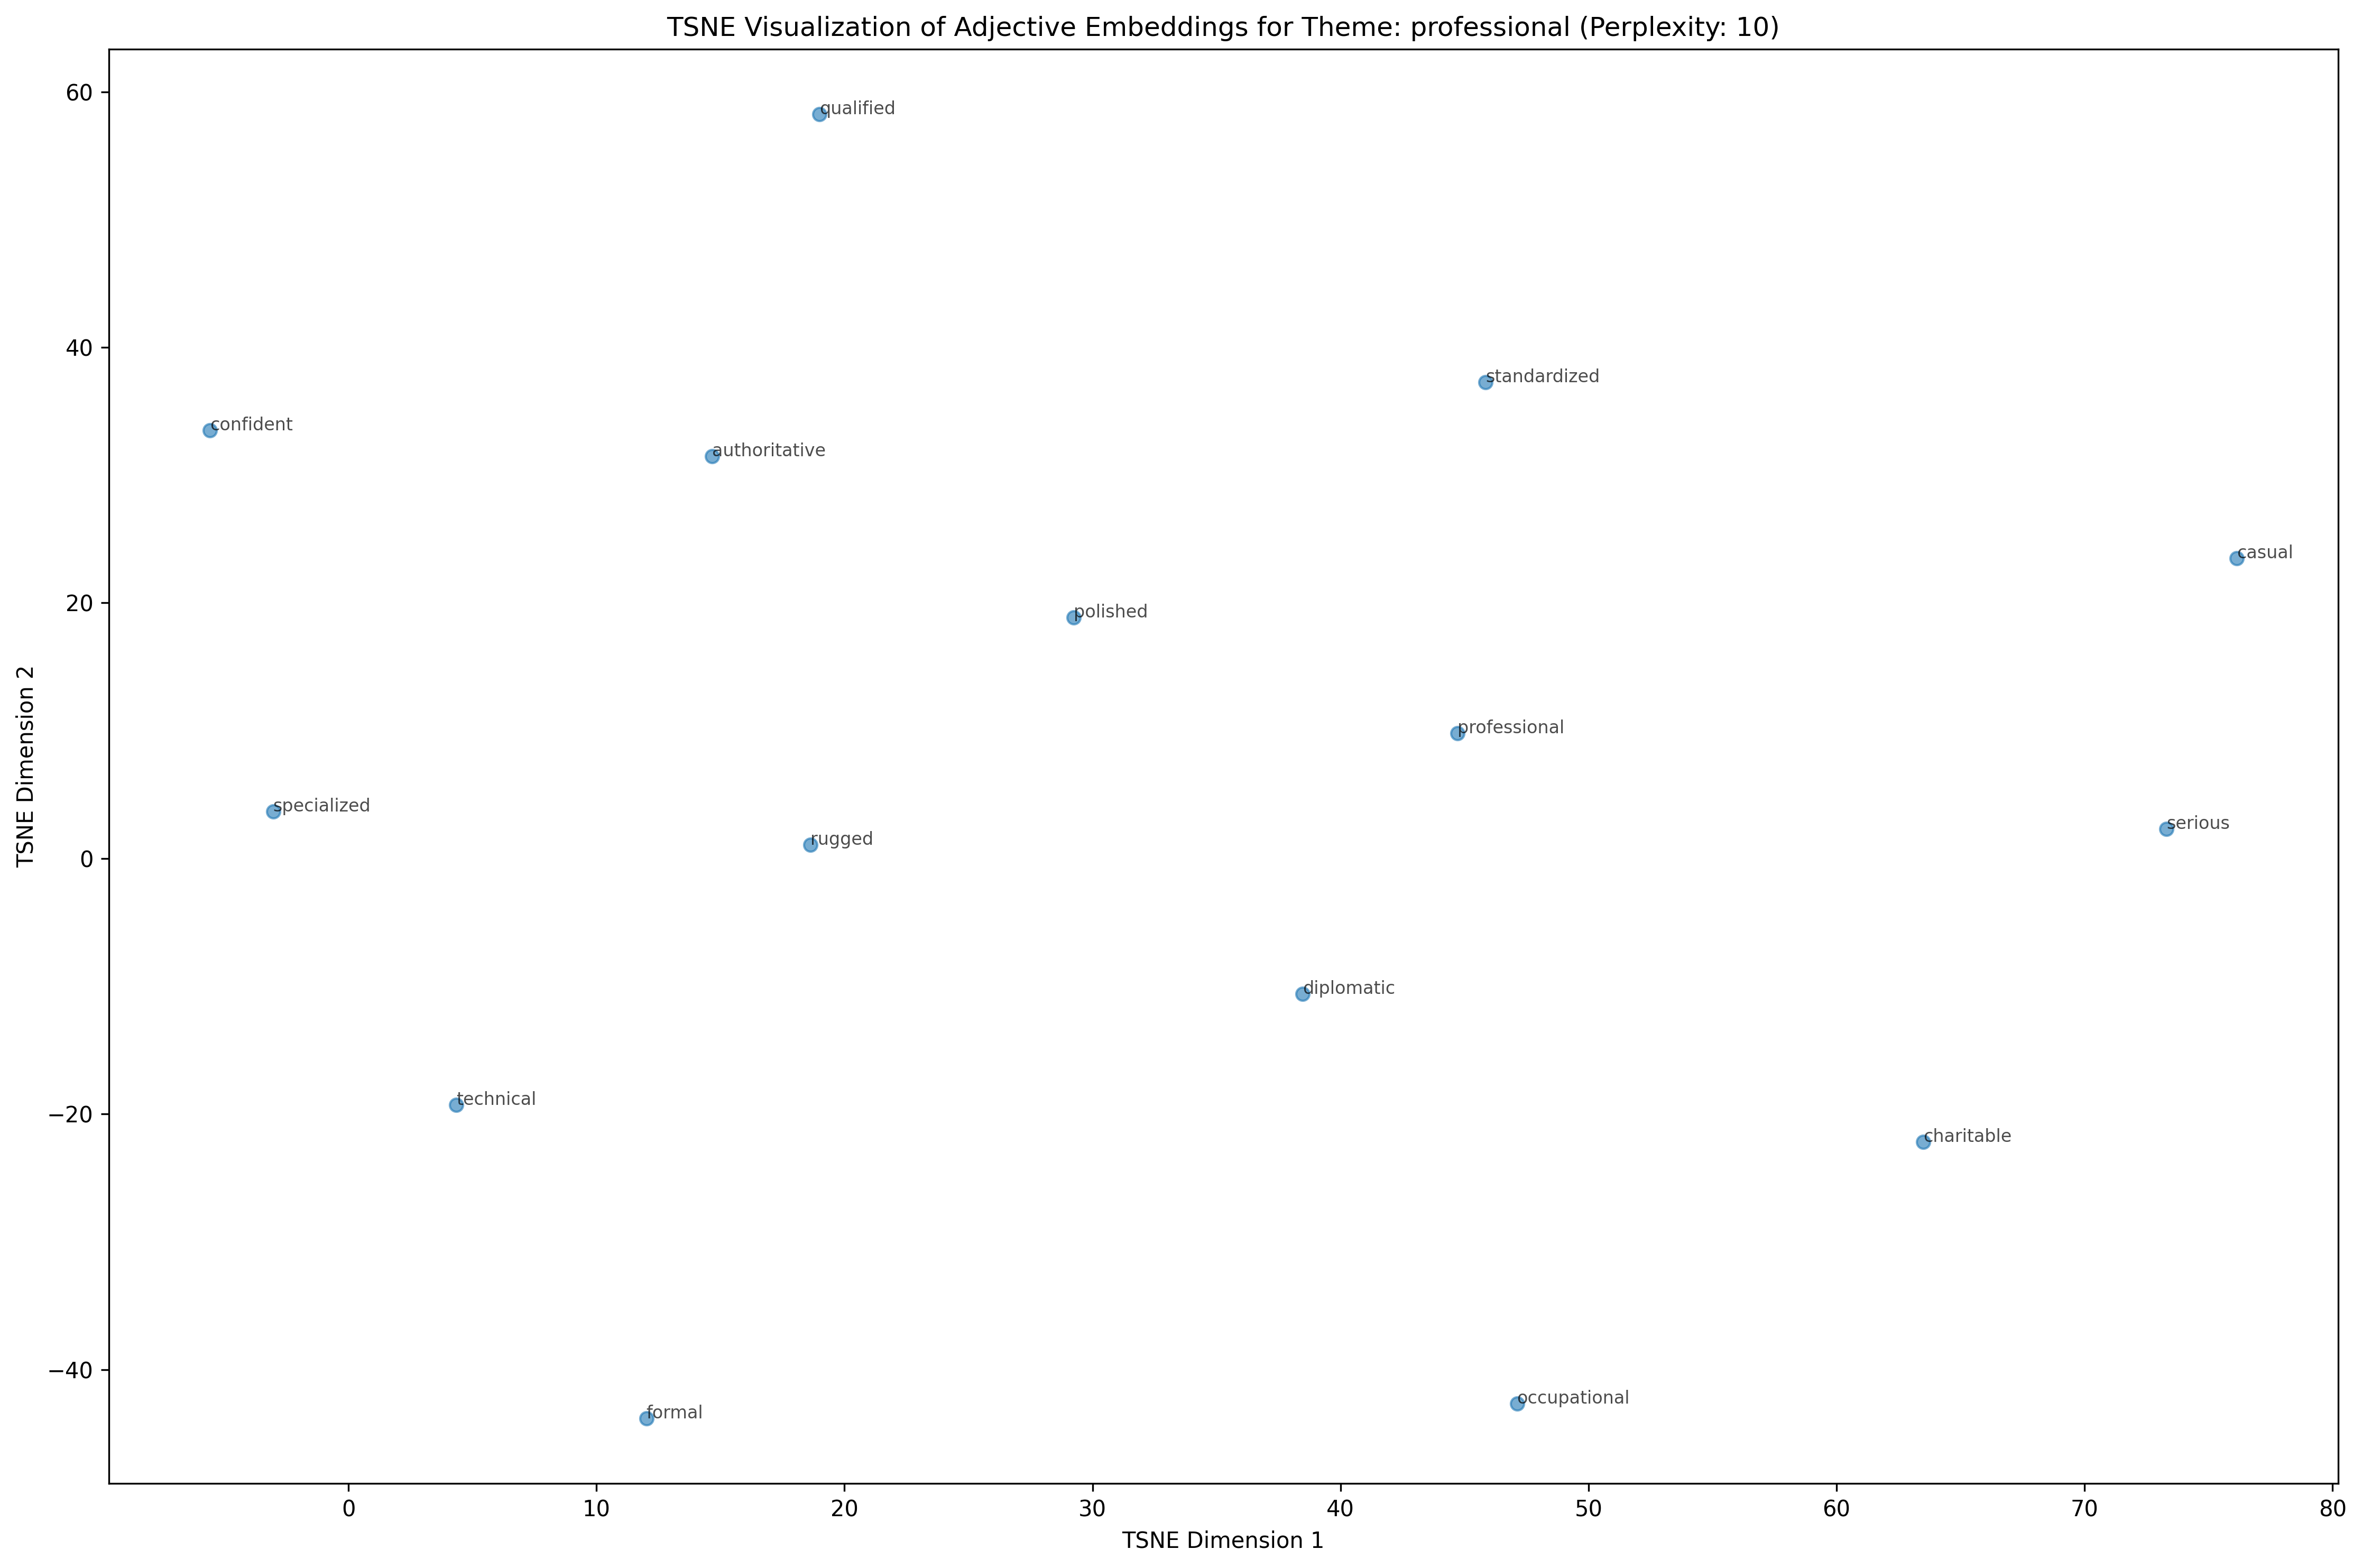 TSNE Visualization of Adjective Embeddings for Theme: professional (Perplexity: 10)
60
qualified
40
standardized
confident
authoritative
casual
20
polished
professional
specialized
serious
rugged
0
diplomatic
technical
−20
charitable
occupational
−40
formal
0
10
20
30
40
50
60
70
80
TSNE Dimension 1
TSNE Dimension 2